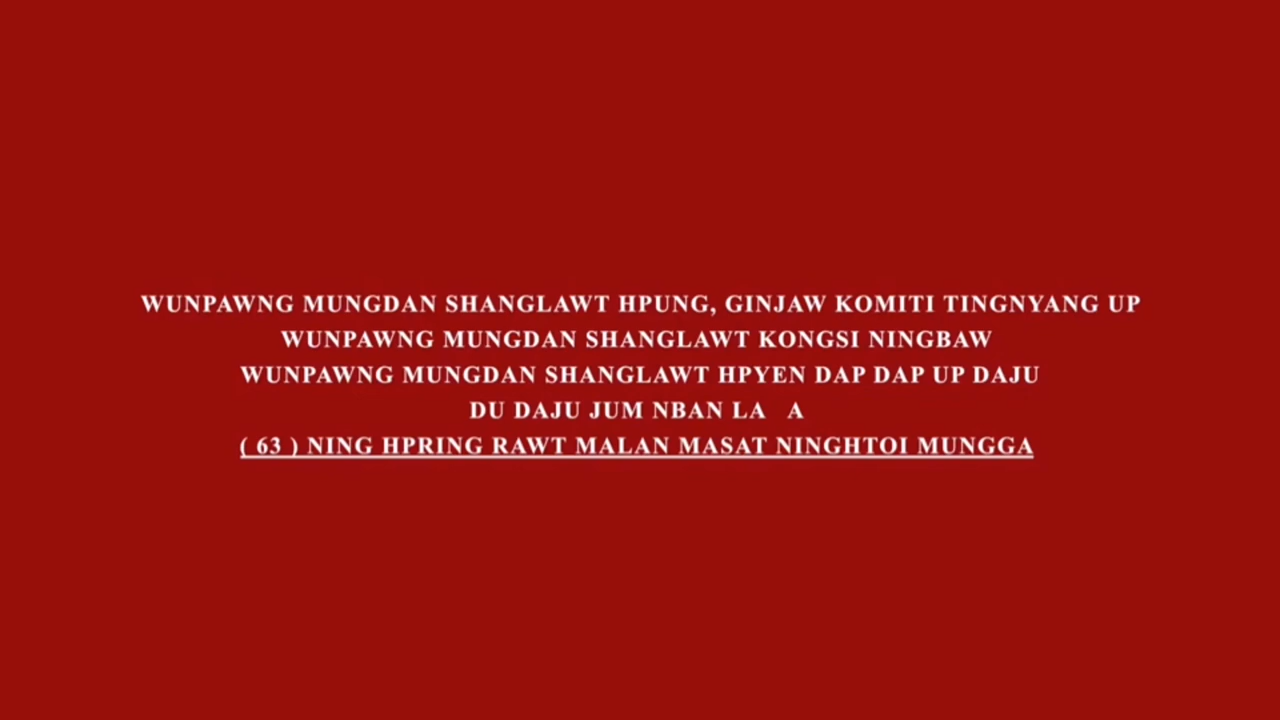 WUNPAWNG MUNGDAN SHANGLAWT HPUNG, GINJAW KOMITI TINGNYANG UP
WUNPAWNG MUNGDAN SHANGLAWT KONGSI NINGBAW
WUNPAWNG MUNGDAN SHANGLAWT HPYEN DAP DAP UP DAJU
DU DAJU JUM NBAN LA A
( 63 ) NING HPRING RAWT MALAN MASAT NINGHTOI MUNGGA